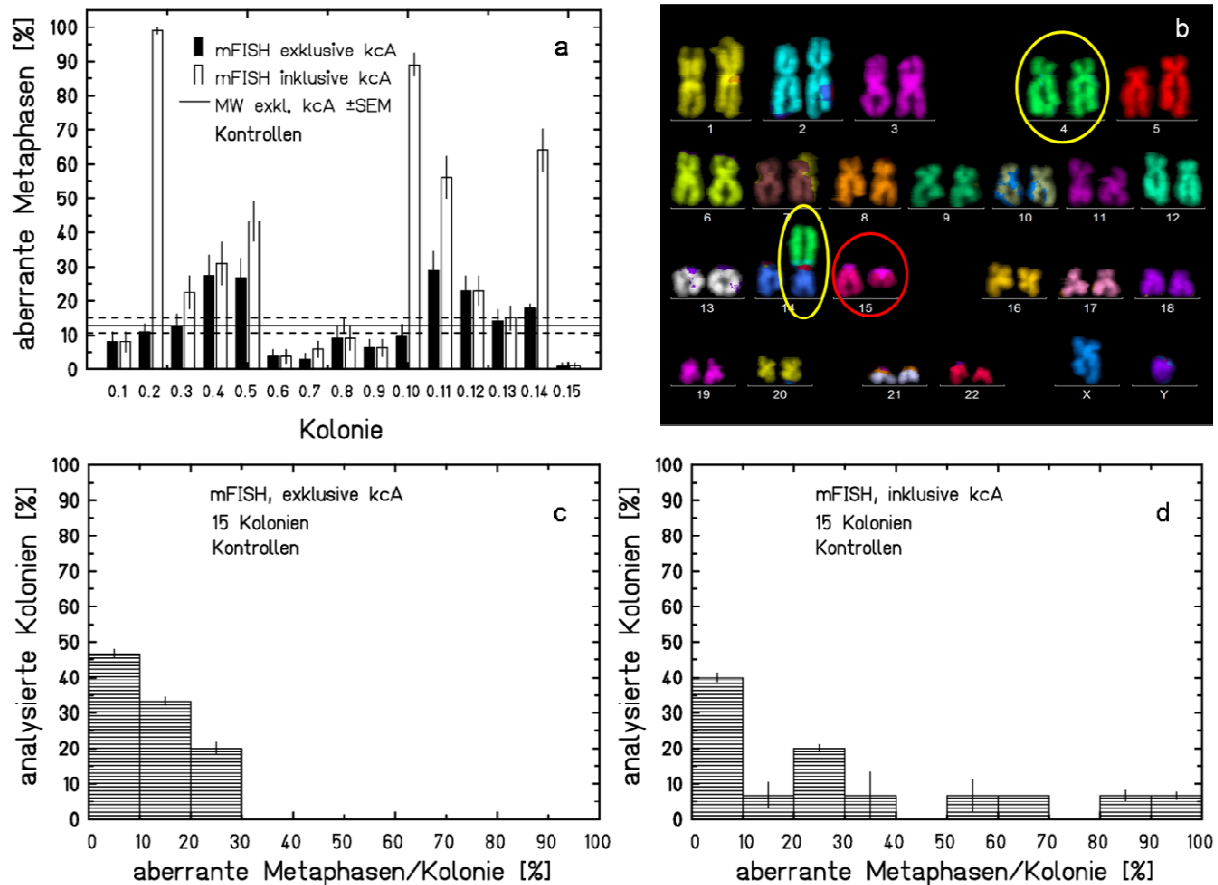 100
90
80
70
60
50
40
30
20
10
0
aberrante Metaphasen [%]
a
mFISH exklusive kcA
mFISH inklusive kcA
MW exkl. kcA ±SEM
Kontrollen
0.1 0.2 0.3 0.4 0.5 0.6 0.7 0.8 0.9 0.10 0.11 0.12 0.13 0.14 0.15
Kolonie
b
1 2 3 4 5
6 7 8 9 10 11 12
13 14 15 16 17 18
19 20 21 22 X Y
100
90
80
70
60
50
40
30
20
10
0
analysierte Kolonien [%]
mFISH, exklusive kcA
15 Kolonien
Kontrollen
c
0 10 20 30 40 50 60 70 80 90 100
aberrante Metaphasen/Kolonie [%]
100
90
80
70
60
50
40
30
20
10
0
analysierte Kolonien [%]
mFISH, inklusive kcA
15 Kolonien
Kontrollen
d
0 10 20 30 40 50 60 70 80 90 100
aberrante Metaphasen/Kolonie [%]